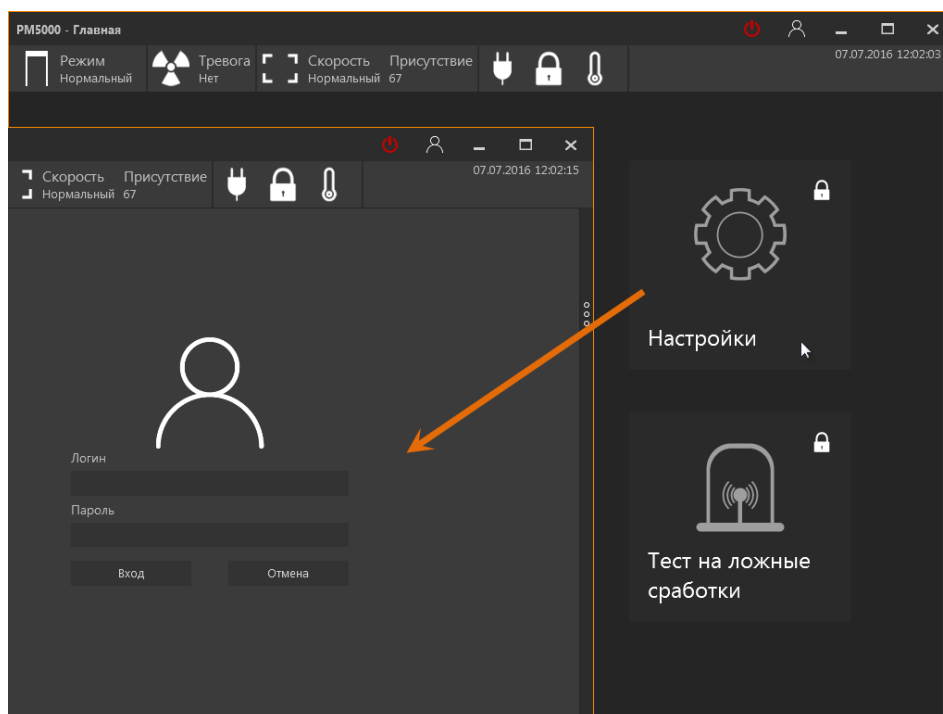 PM5000 - Главная
Режим
Нормальный
Тревога
Нет
Скорость
Нормальный
Присутствие
67
07.07.2016 12:02:03
Скорость
Нормальный
Присутствие
67
07.07.2016 12:02:15
Логин
Пароль
Вход
Отмена
Настройки
Тест на ложные
сработки